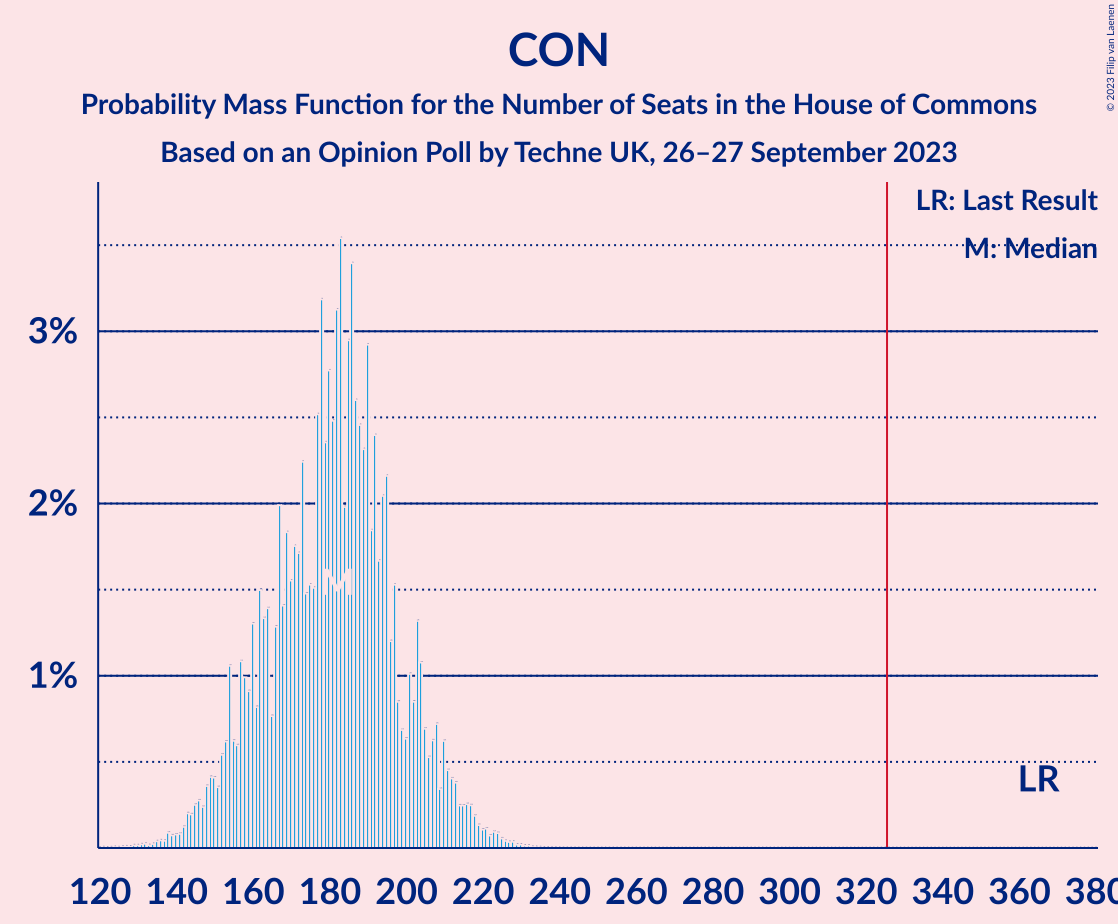 CON
Probability Mass Function for the Number of Seats in the House of Commons
Based on an Opinion Poll by Techne UK, 26–27 September 2023
© 2023 Filip van Laenen
LR: Last Result
M: Median
3%
2%
1%
LR
120 140 160 180 200 220 240 260 280 300 320 340 360 380